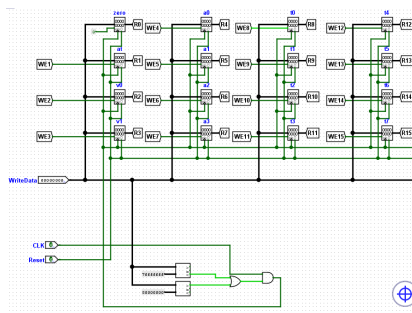 zero a0 t0 t4
R0 WE4 R4 WE8 R8 WE12 R12
at a1 t1 t5
WE1 R1 WE5 R5 WE9 R9 WE13 R13
v0 a2 t2 t6
WE2 R2 WE6 R6 WE10 R10 WE14 R14
v1 a3 t3 t7
WE3 R3 WE7 R7 WE11 R11 WE15 R15
WriteData
CLK
Reset